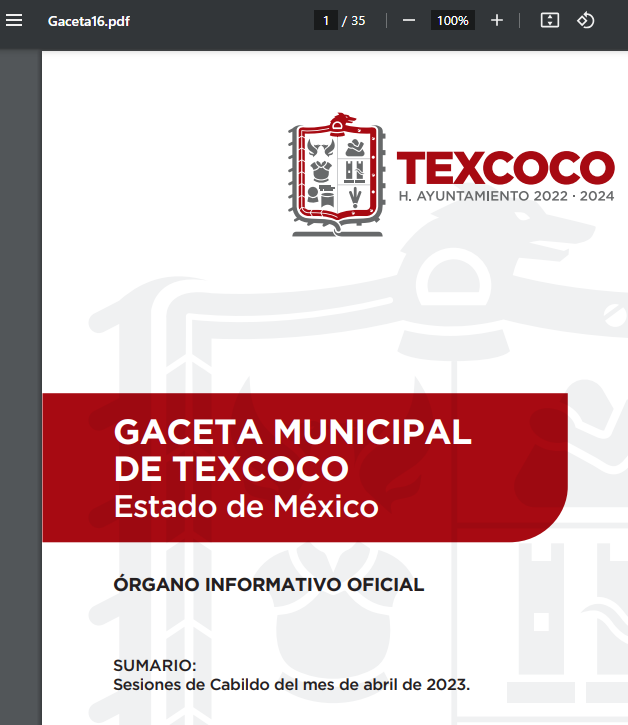 Gaceta16.pdf
1 / 35
100%
TEXCOCO
H. AYUNTAMIENTO 2022 · 2024
GACETA MUNICIPAL
DE TEXCOCO
Estado de México
ÓRGANO INFORMATIVO OFICIAL
SUMARIO:
Sesiones de Cabildo del mes de abril de 2023.